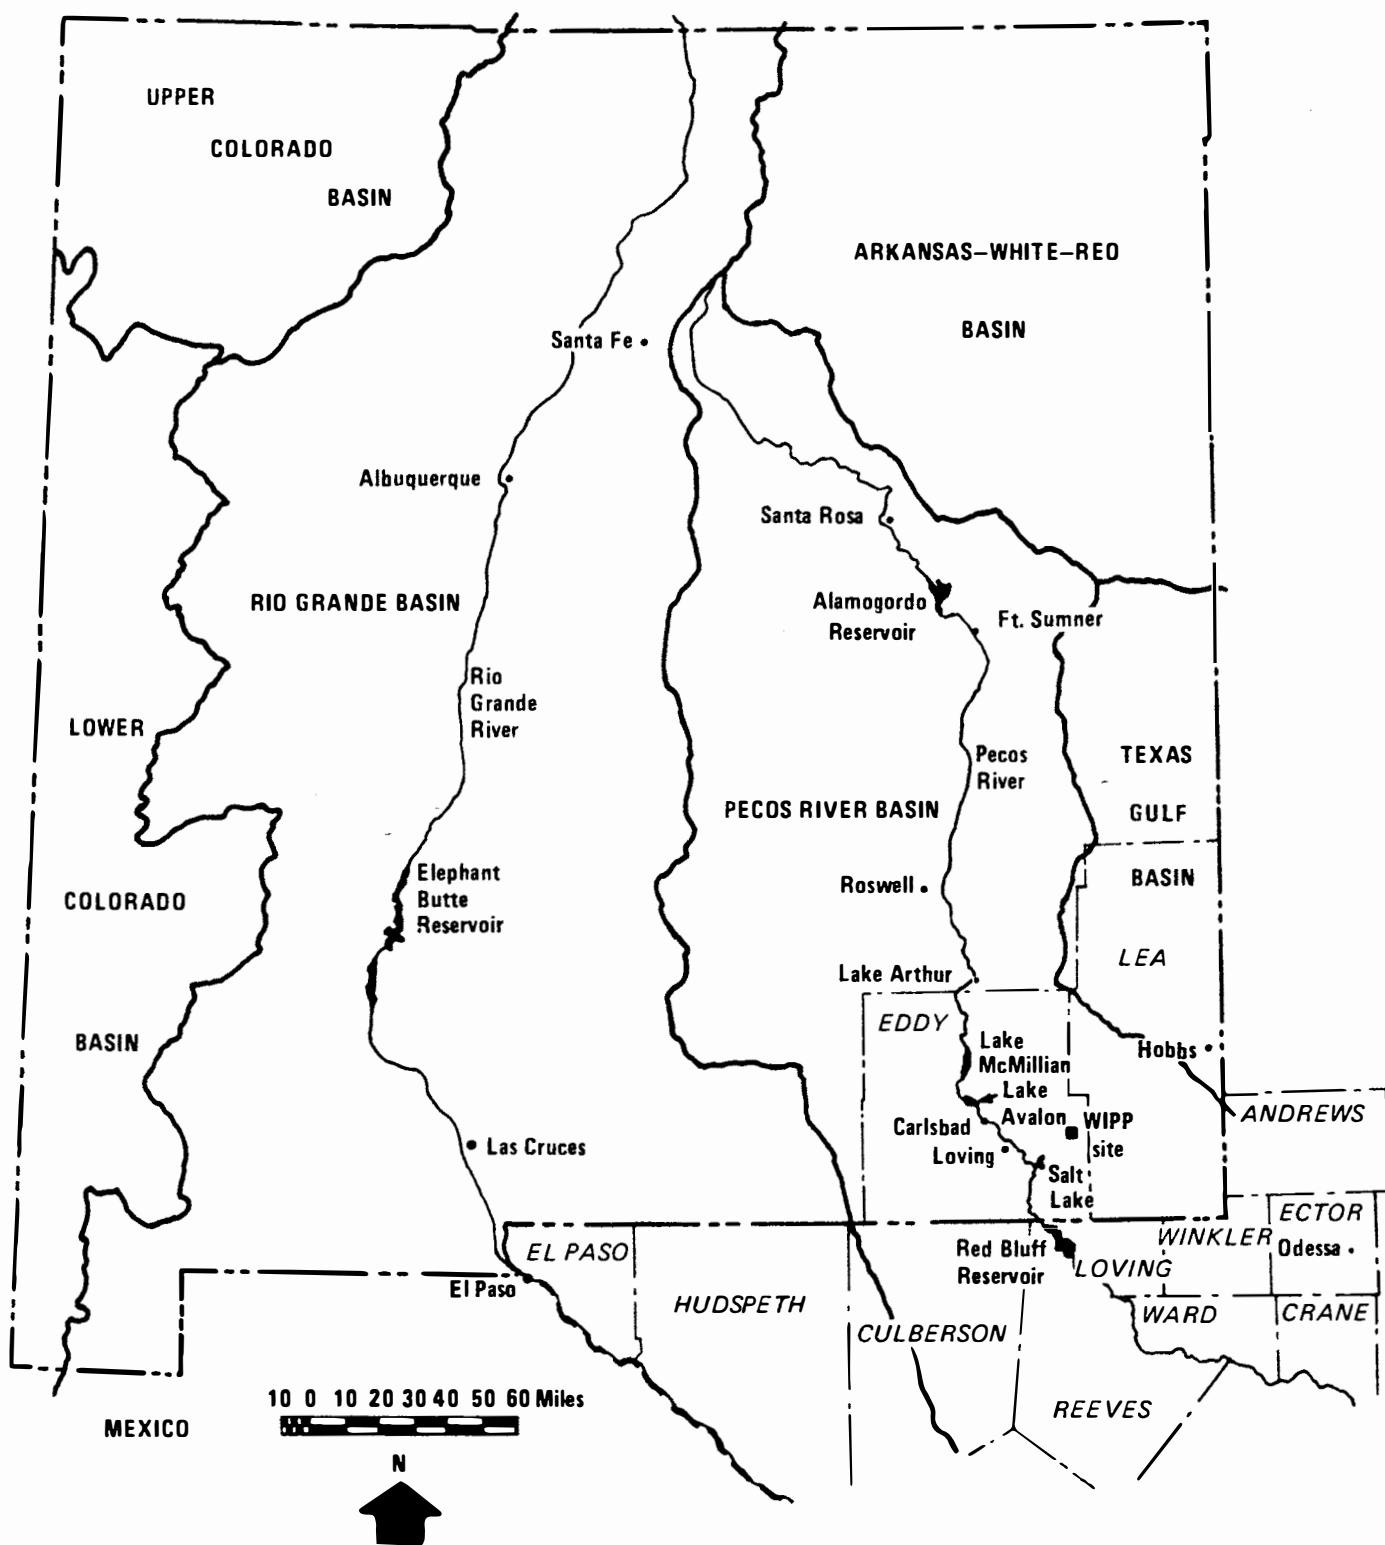 UPPER
COLORADO
BASIN
ARKANSAS–WHITE–REO
BASIN
Santa Fe
Albuquerque
Santa Rosa
RIO GRANDE BASIN
Alamogordo
Reservoir
Ft. Sumner
Rio
Grande
River
LOWER
COLORADO
BASIN
Pecos
River
TEXAS
GULF
BASIN
PECOS RIVER BASIN
Elephant
Butte
Reservoir
Roswell
LEA
Lake Arthur
EDDY
Lake
McMillian
Lake
Avalon
Hobbs
ANDREWS
Carlsbad
Loving
WIPP
site
Salt
Lake
Las Cruces
EL PASO
El Paso
HUDSPETH
CULBERSON
Red Bluff
Reservoir
LOVING
WINKLER
ECTOR
Odessa
WARD
CRANE
REEVES
MEXICO
10 0 10 20 30 40 50 60 Miles
N